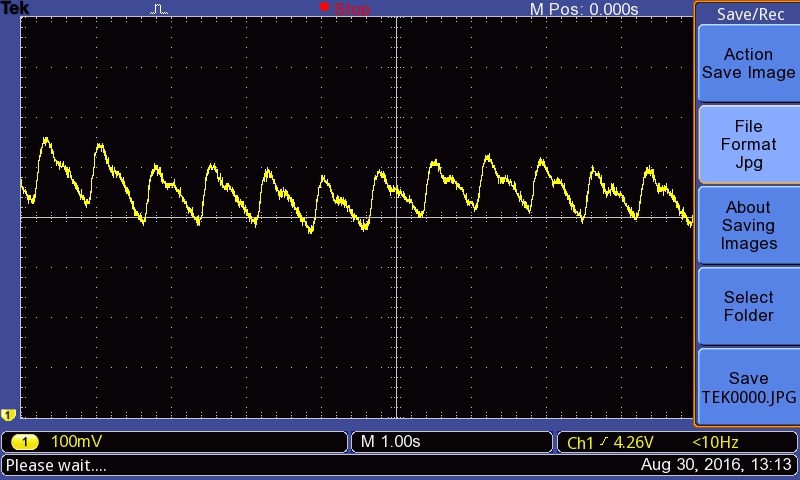 Tek
Stop
M Pos: 0.000s
Save/Rec
Action
Save Image
File
Format
Jpg
About
Saving
Images
Select
Folder
Save
TEK0000.JPG
1
1 100mV
M 1.00s
Ch1 4.26V
<10Hz
Please wait....
Aug 30, 2016, 13:13